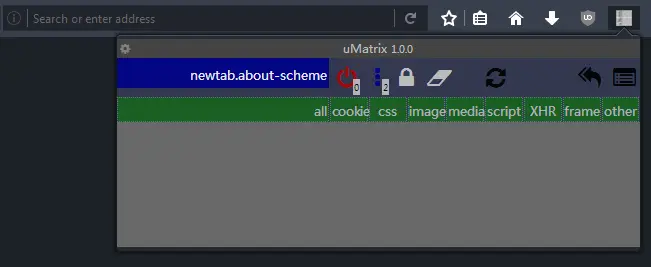 Search or enter address
UO
uMatrix 1.0.0
newtab.about-scheme
0
2
all cookie css image media script XHR frame other